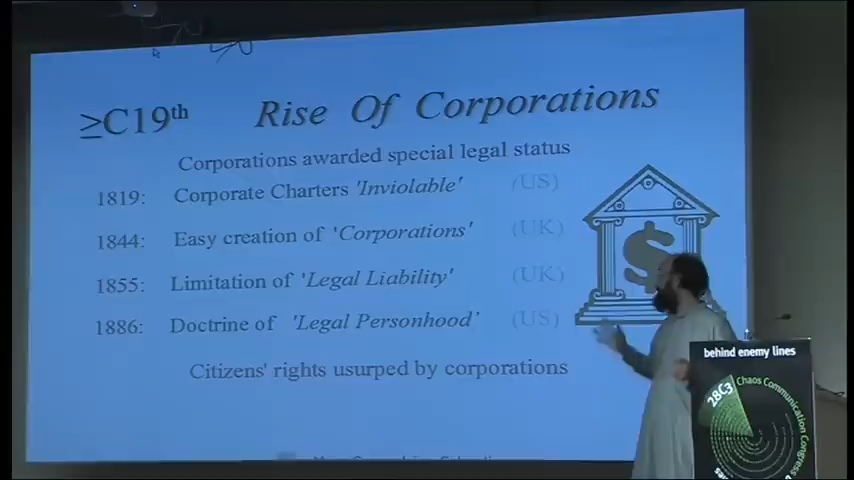 ≥C19th Rise Of Corporations
Corporations awarded special legal status
1819: Corporate Charters 'Inviolable' (US)
1844: Easy creation of 'Corporations' (UK)
1855: Limitation of 'Legal Liability' (UK)
1886: Doctrine of 'Legal Personhood' (US)
Citizens' rights usurped by corporations
$
behind enemy lines
28C3
Chaos Communication Congress